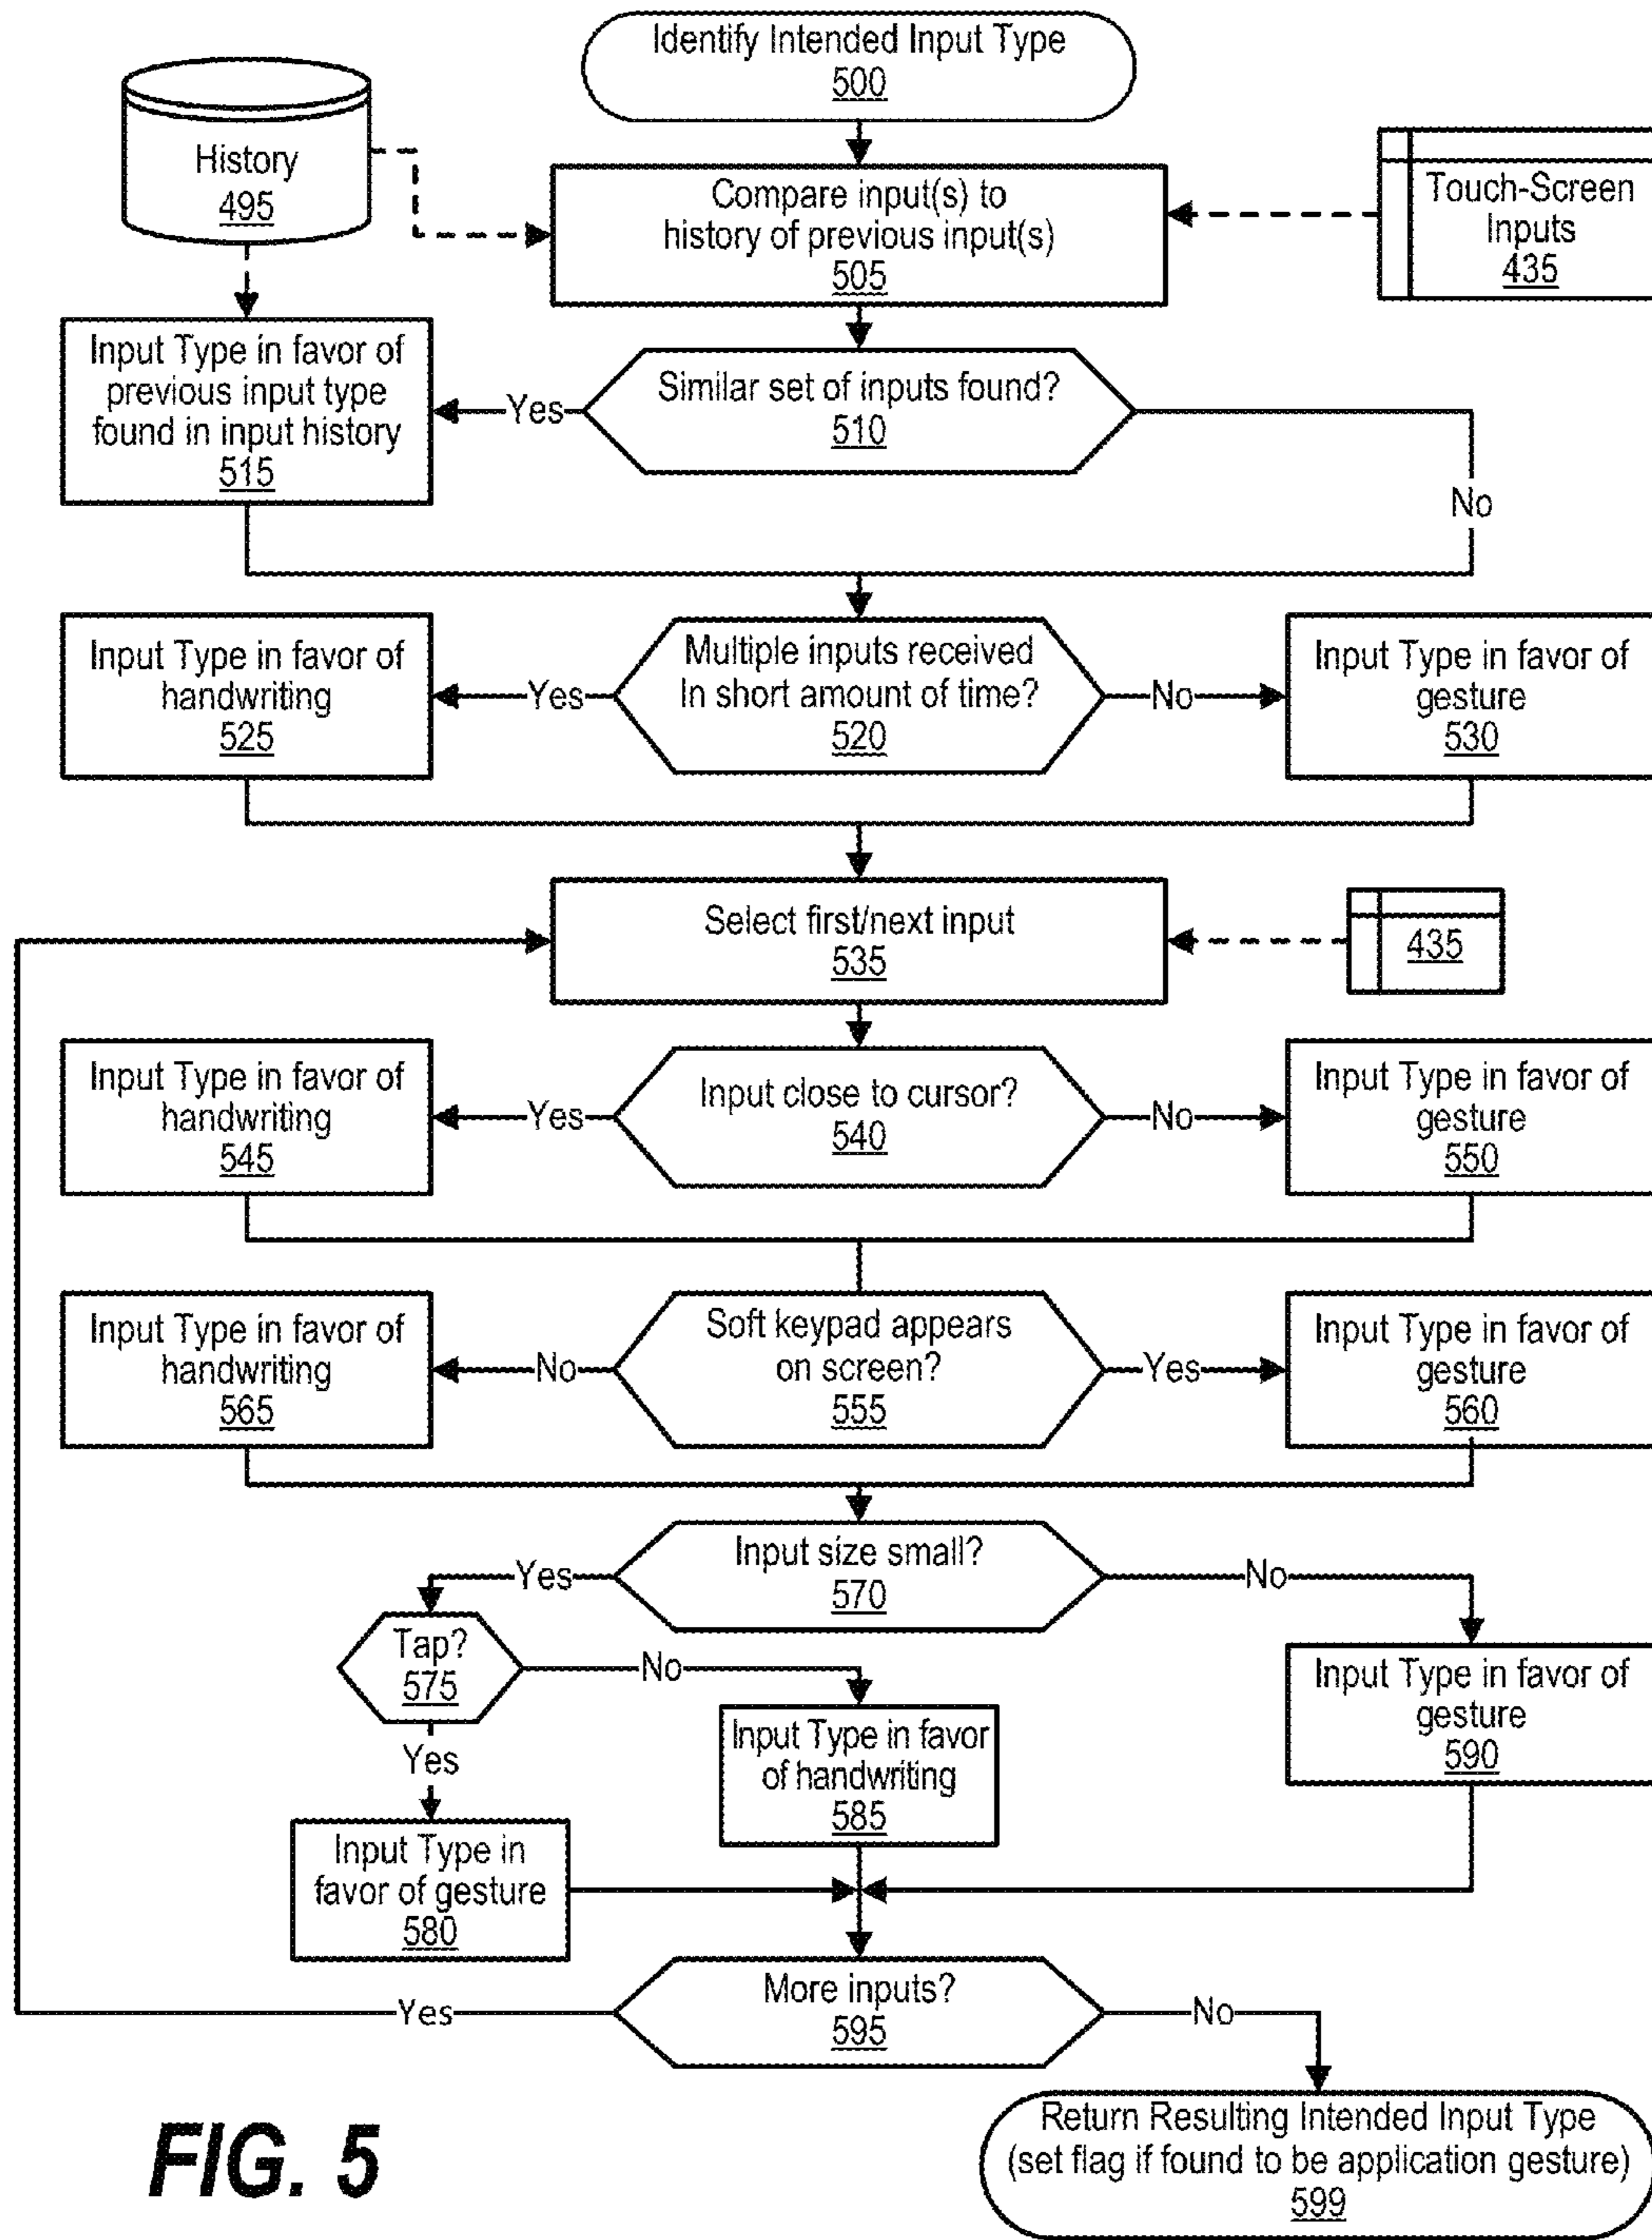 Identify Intended Input Type
500
History
495
Compare input(s) to
history of previous input(s)
505
Touch-Screen
Inputs
435
Input Type in favor of
previous input type
found in input history
515
Yes
Similar set of inputs found?
510
No
Input Type in favor of
handwriting
525
Yes
Multiple inputs received
In short amount of time?
520
No
Input Type in favor of
gesture
530
Select first/next input
535
435
Input Type in favor of
handwriting
545
Yes
Input close to cursor?
540
No
Input Type in favor of
gesture
550
Input Type in favor of
handwriting
565
No
Soft keypad appears
on screen?
555
Yes
Input Type in favor of
gesture
560
Yes
Input size small?
570
No
Tap?
575
No
Yes
Input Type in favor
of handwriting
585
Input Type in favor of
gesture
590
Input Type in
favor of gesture
580
Yes
More inputs?
595
No
Return Resulting Intended Input Type
(set flag if found to be application gesture)
599
FIG. 5